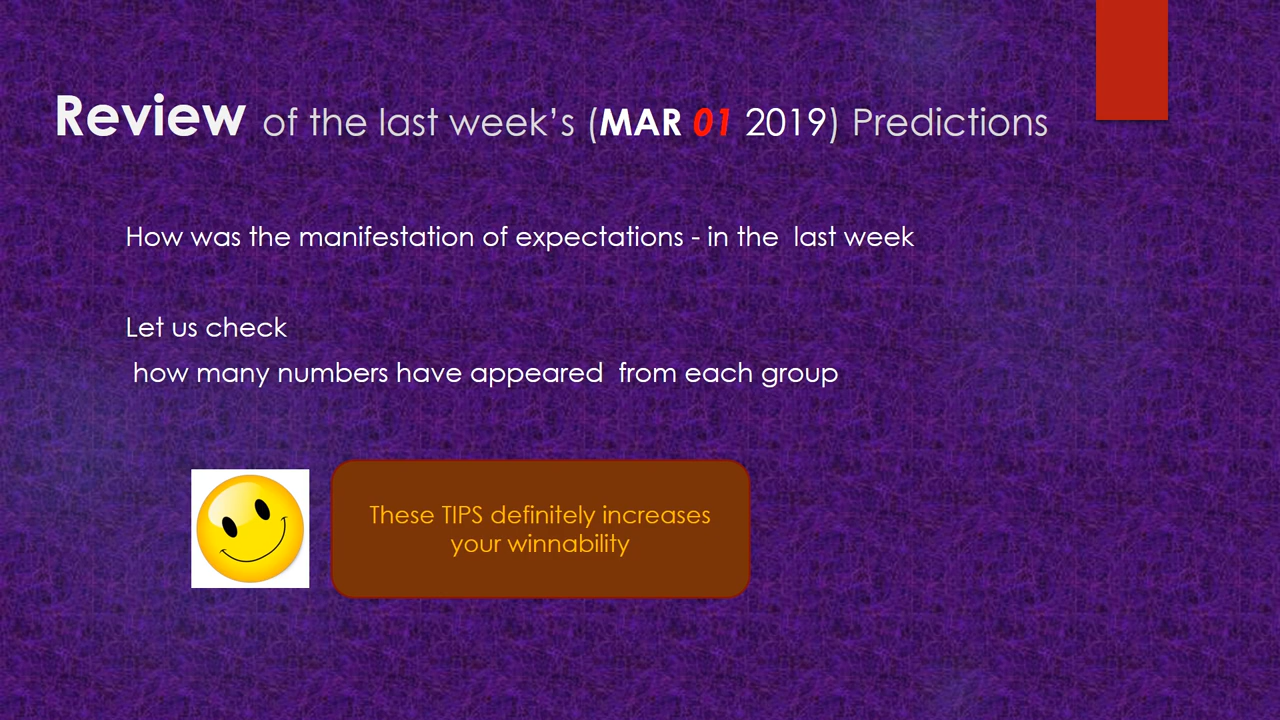 Review of the last week’s (MAR 01 2019) Predictions
How was the manifestation of expectations - in the last week
Let us check
how many numbers have appeared from each group
These TIPS definitely increases
your winnability